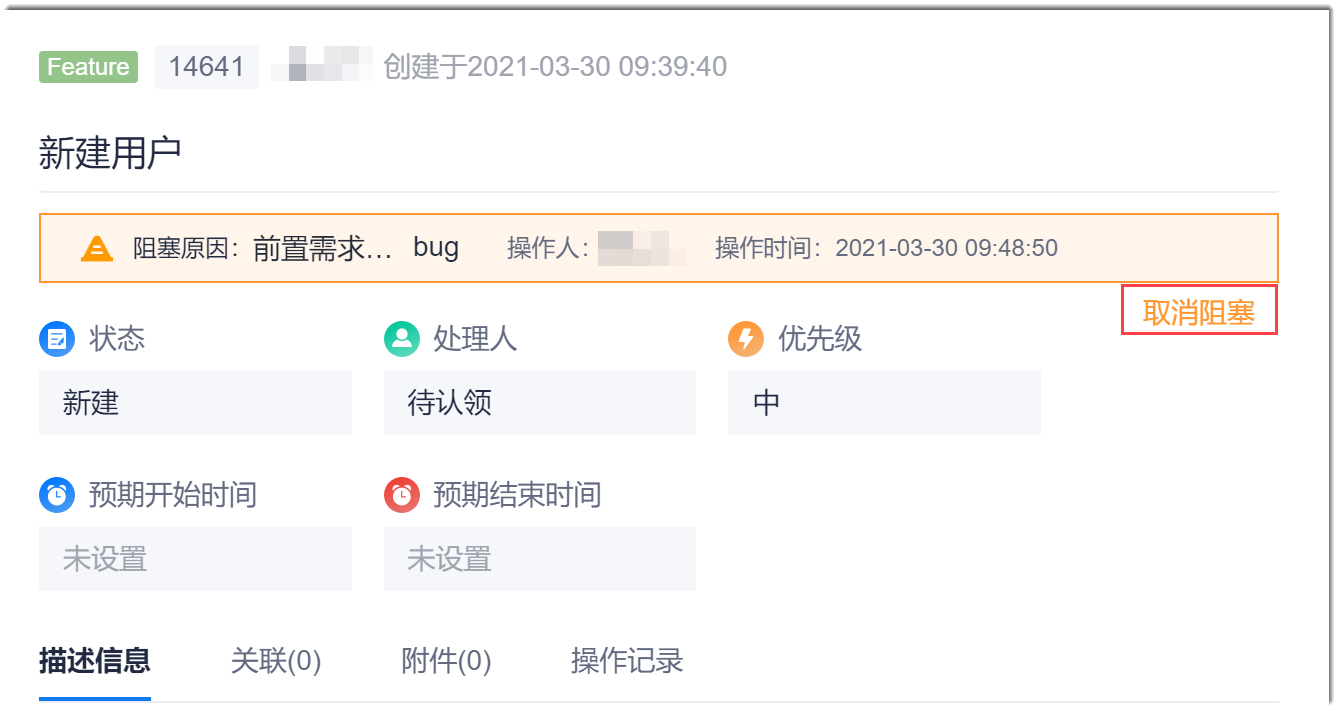 Feature 14641 创建于2021-03-30 09:39:40
新建用户
阻塞原因：前置需求… bug 操作人： 操作时间：2021-03-30 09:48:50
取消阻塞
状态 处理人 优先级
新建 待认领 中
预期开始时间 预期结束时间
未设置 未设置
描述信息 关联(0) 附件(0) 操作记录